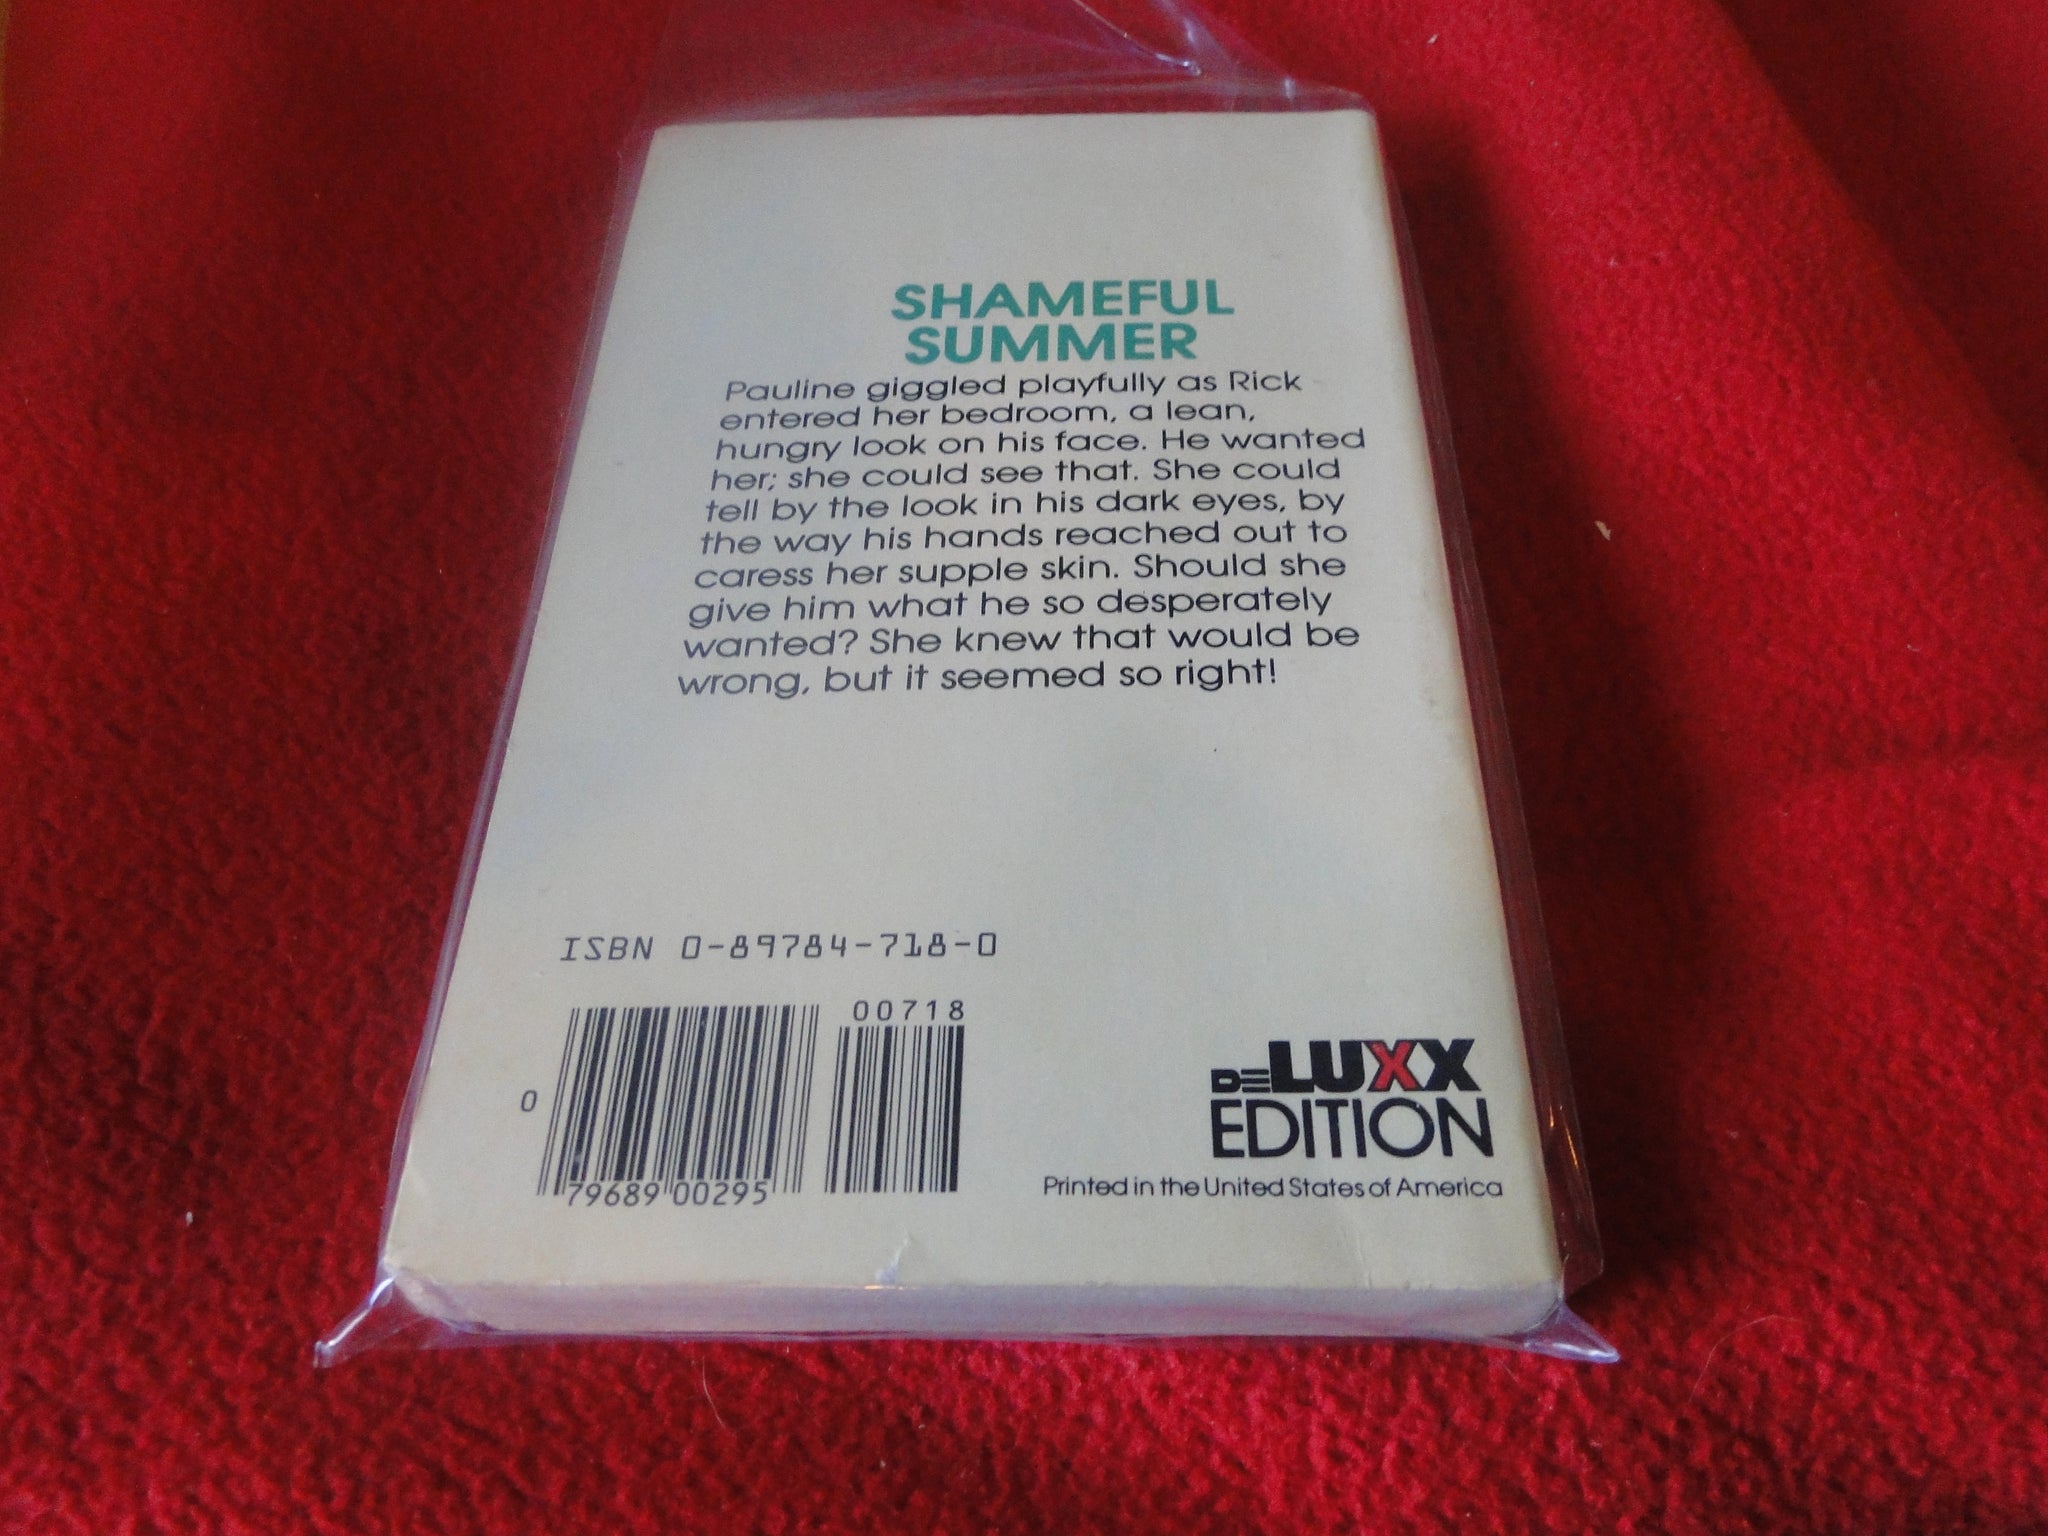 SHAMEFUL
SUMMER
Pauline giggled playfully as Rick
entered her bedroom, a lean,
hungry look on his face. He wanted
her; she could see that. She could
tell by the look in his dark eyes, by
the way his hands reached out to
caress her supple skin. Should she
give him what he so desperately
wanted? She knew that would be
wrong, but it seemed so right!
ISBN 0-89784-718-0
00718
0
79689 00295
DELUXX
EDITION
Printed in the United States of America